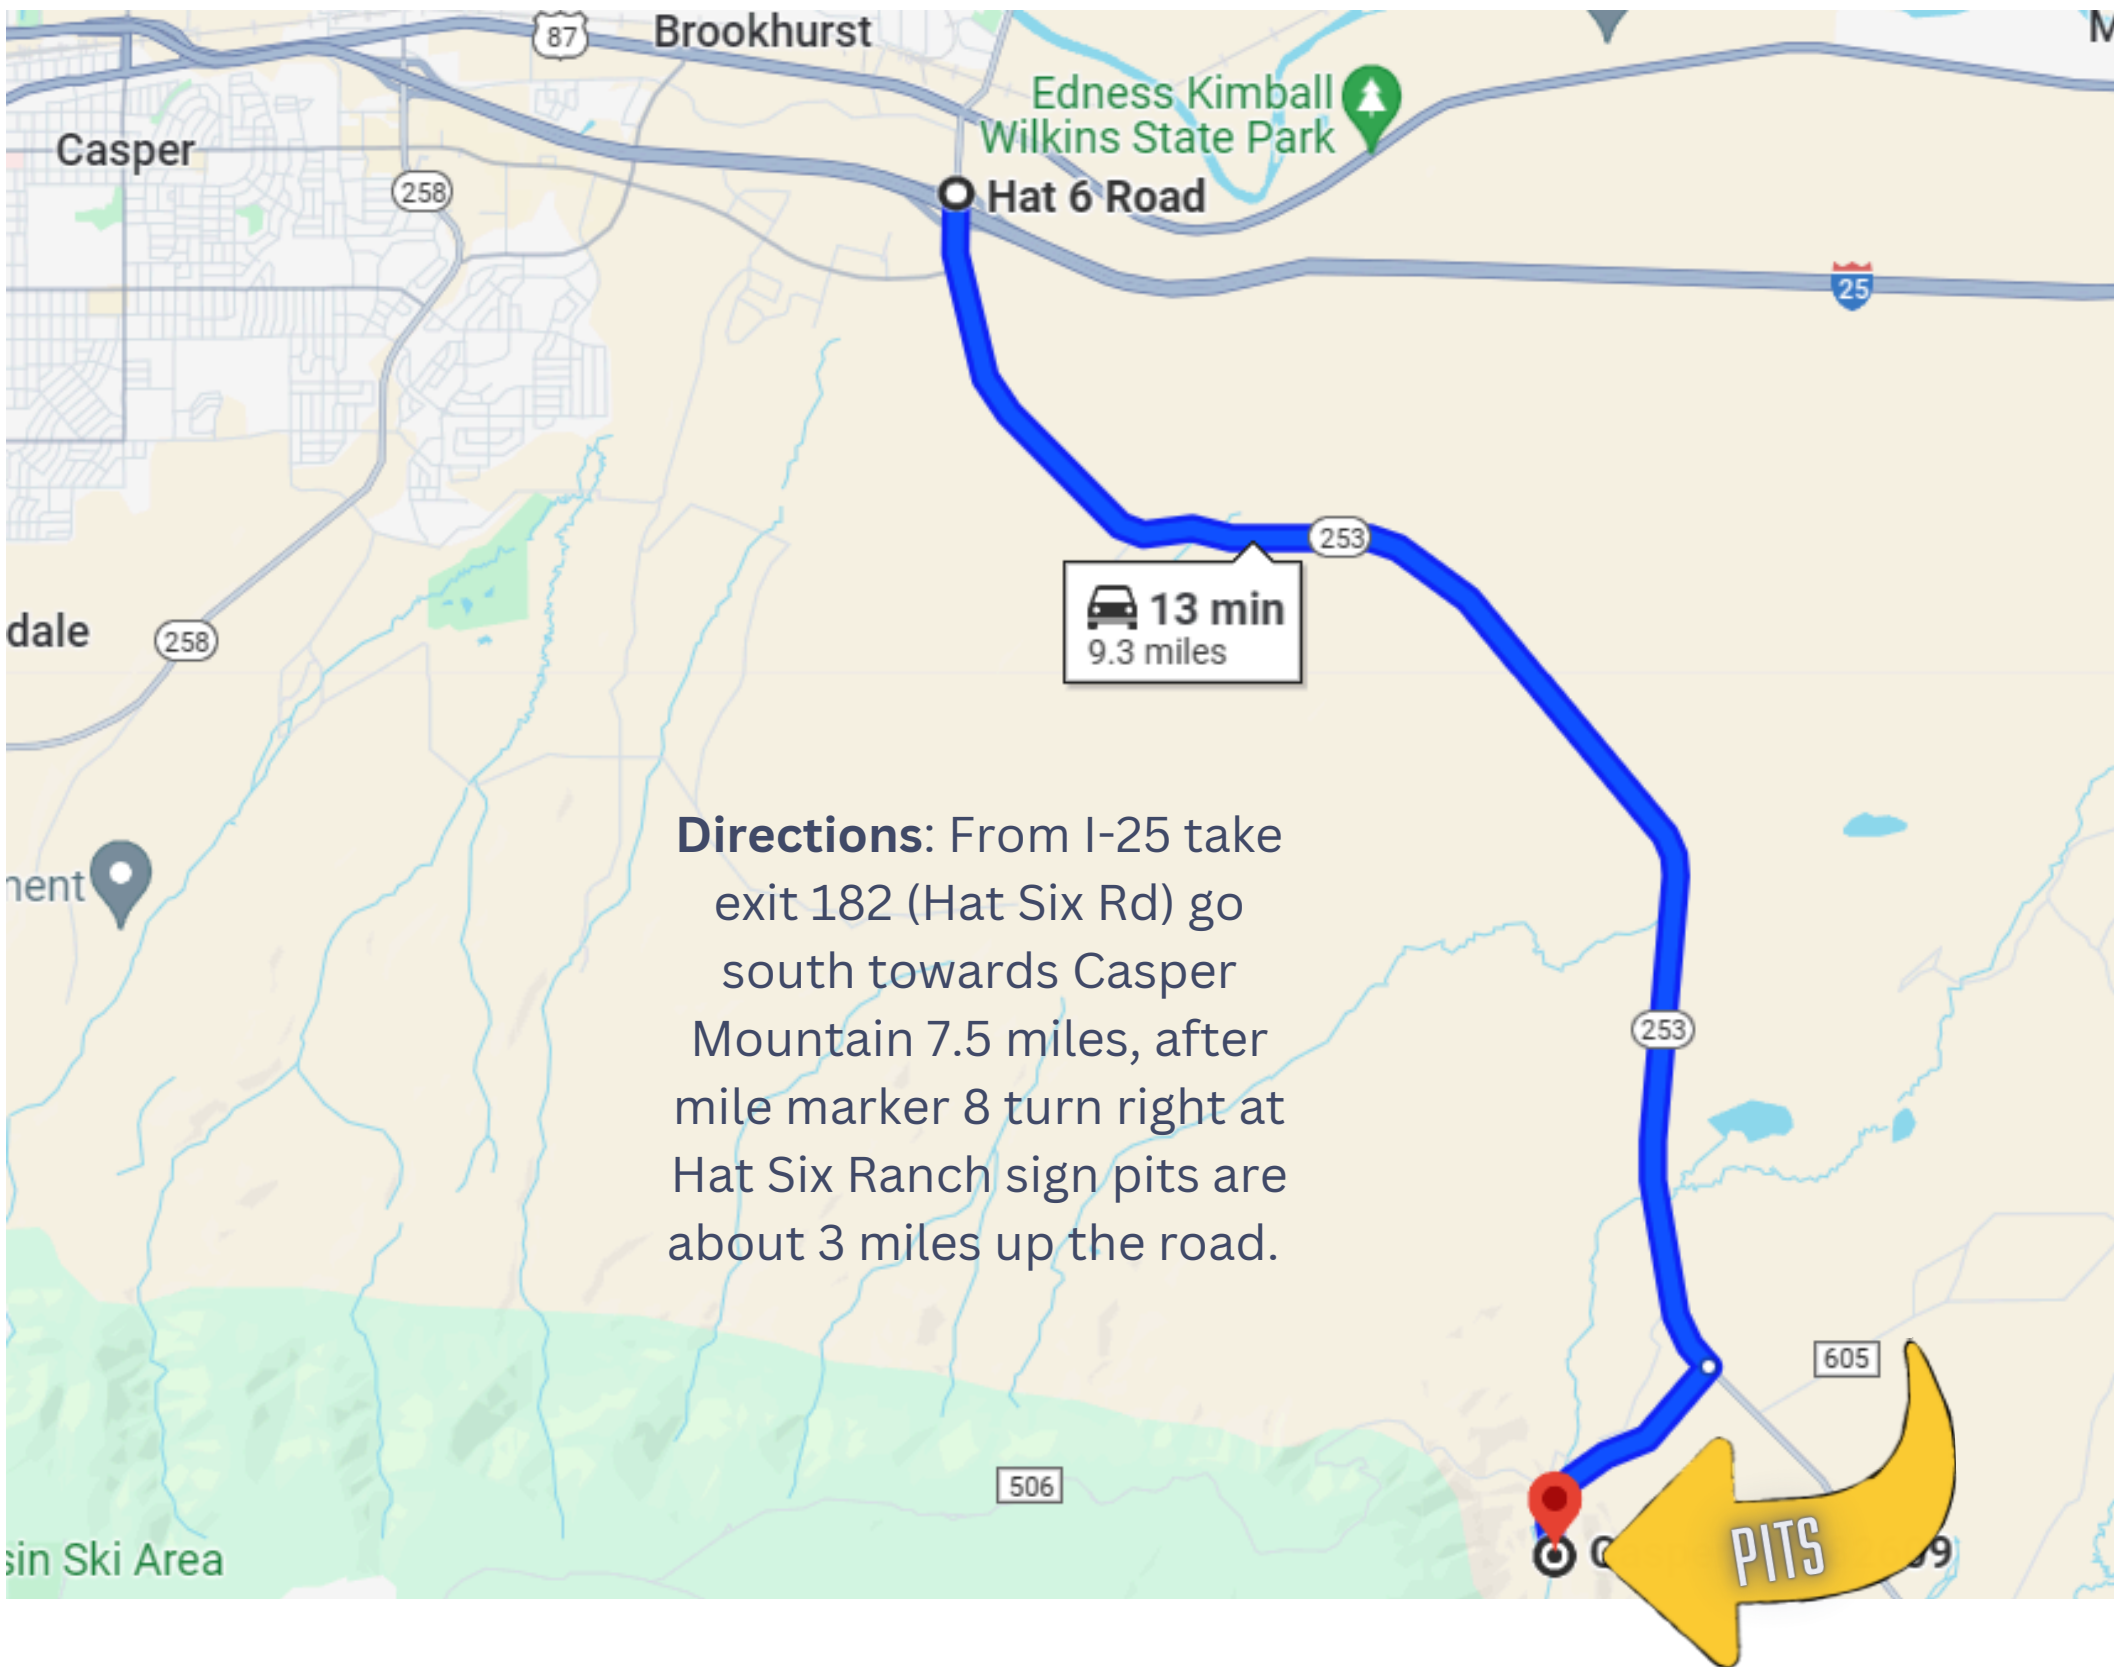 87
Brookhurst
M
Edness Kimball
Wilkins State Park
Casper
258
Hat 6 Road
25
253
13 min
9.3 miles
dale
258
Directions: From I-25 take
exit 182 (Hat Six Rd) go
south towards Casper
Mountain 7.5 miles, after
mile marker 8 turn right at
Hat Six Ranch sign pits are
about 3 miles up the road.
nent
253
605
506
PITS
9
sin Ski Area